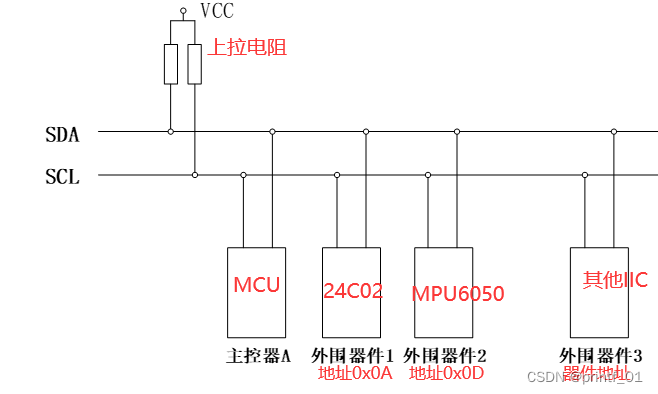 VCC
上拉电阻
SDA
SCL
MCU
24C02
MPU6050
其他IIC
主控器A
外围器件1
外围器件2
外围器件3
地址0x0A
地址0x0D
器件地址
CSDN @printf_01